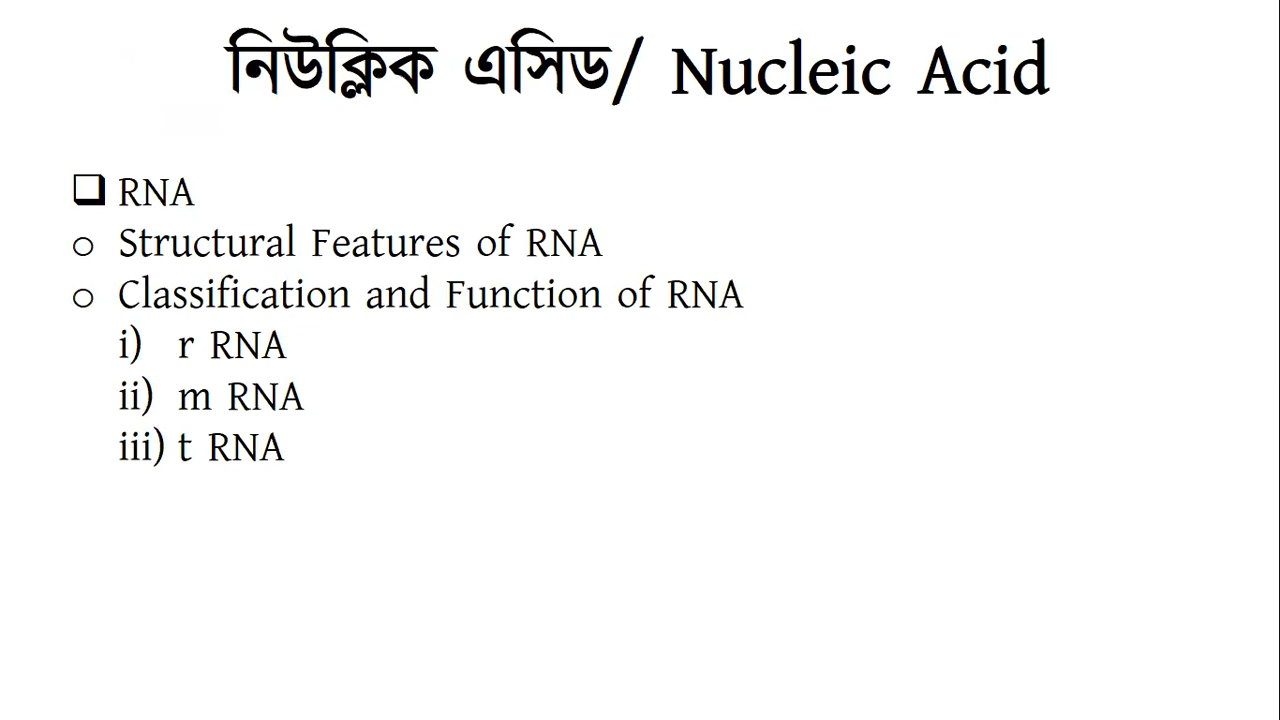 নিউক্লিক এসিড/ Nucleic Acid
❑ RNA
o Structural Features of RNA
o Classification and Function of RNA
i) r RNA
ii) m RNA
iii) t RNA